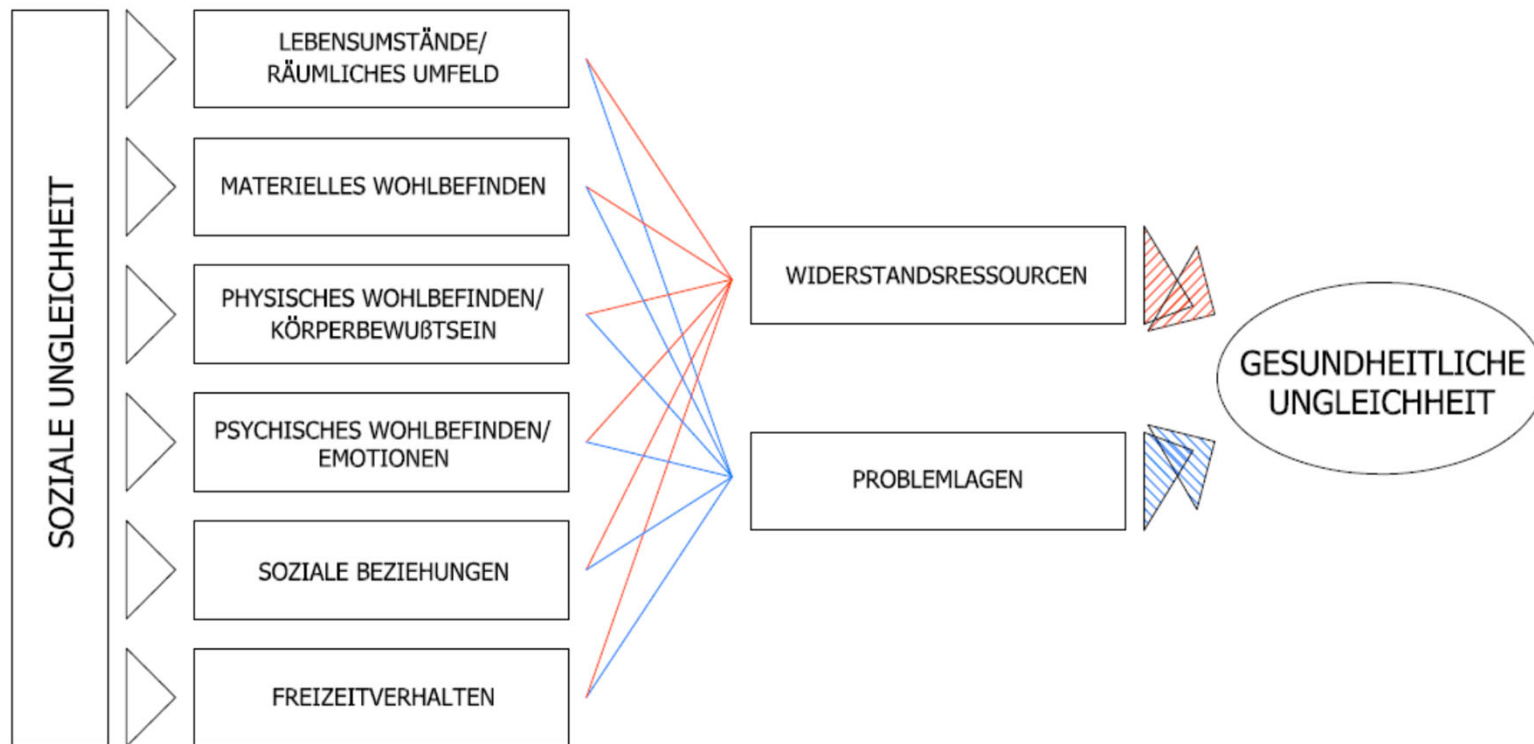 SOZIALE UNGLEICHHEIT
LEBENSUMSTÄNDE/
RÄUMLICHES UMFELD
MATERIELLES WOHLBEFINDEN
PHYSISCHES WOHLBEFINDEN/
KÖRPERBEWUßTSEIN
PSYCHISCHES WOHLBEFINDEN/
EMOTIONEN
SOZIALE BEZIEHUNGEN
FREIZEITVERHALTEN
WIDERSTANDSRESSOURCEN
PROBLEMLAGEN
GESUNDHEITLICHE
UNGLEICHHEIT